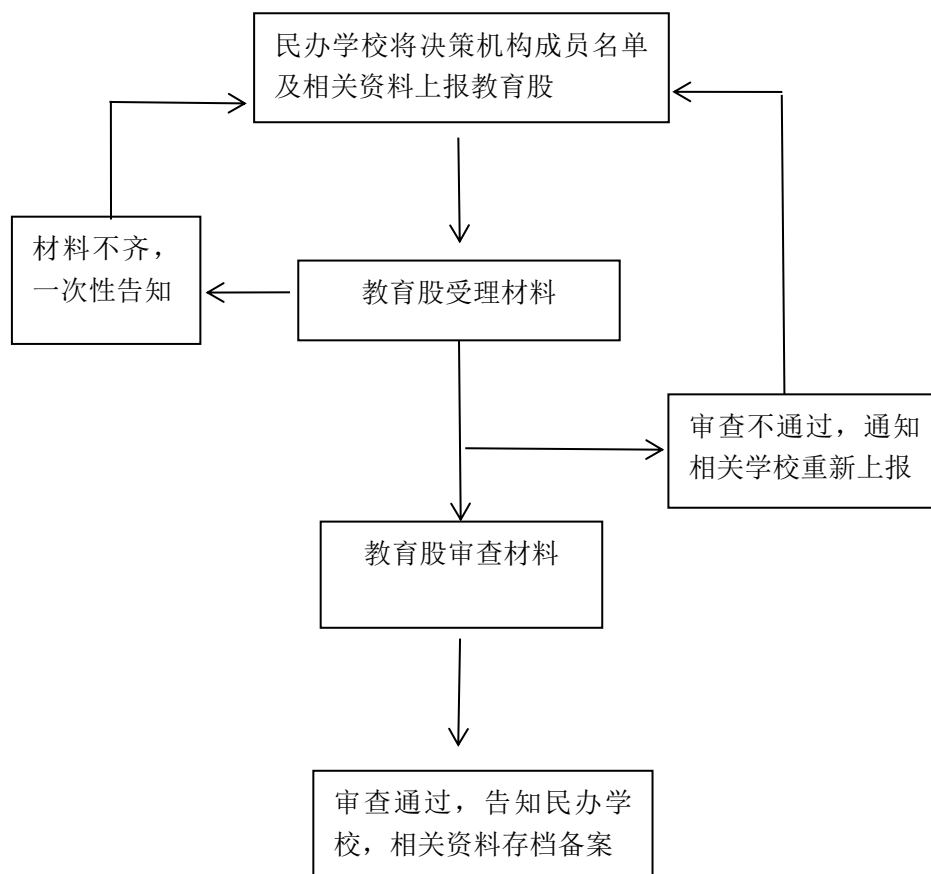 民办学校将决策机构成员名单
及相关资料上报教育股
材料不齐，
一次性告知
教育股受理材料
审查不通过，通知
相关学校重新上报
教育股审查材料
审查通过，告知民办学
校，相关资料存档备案